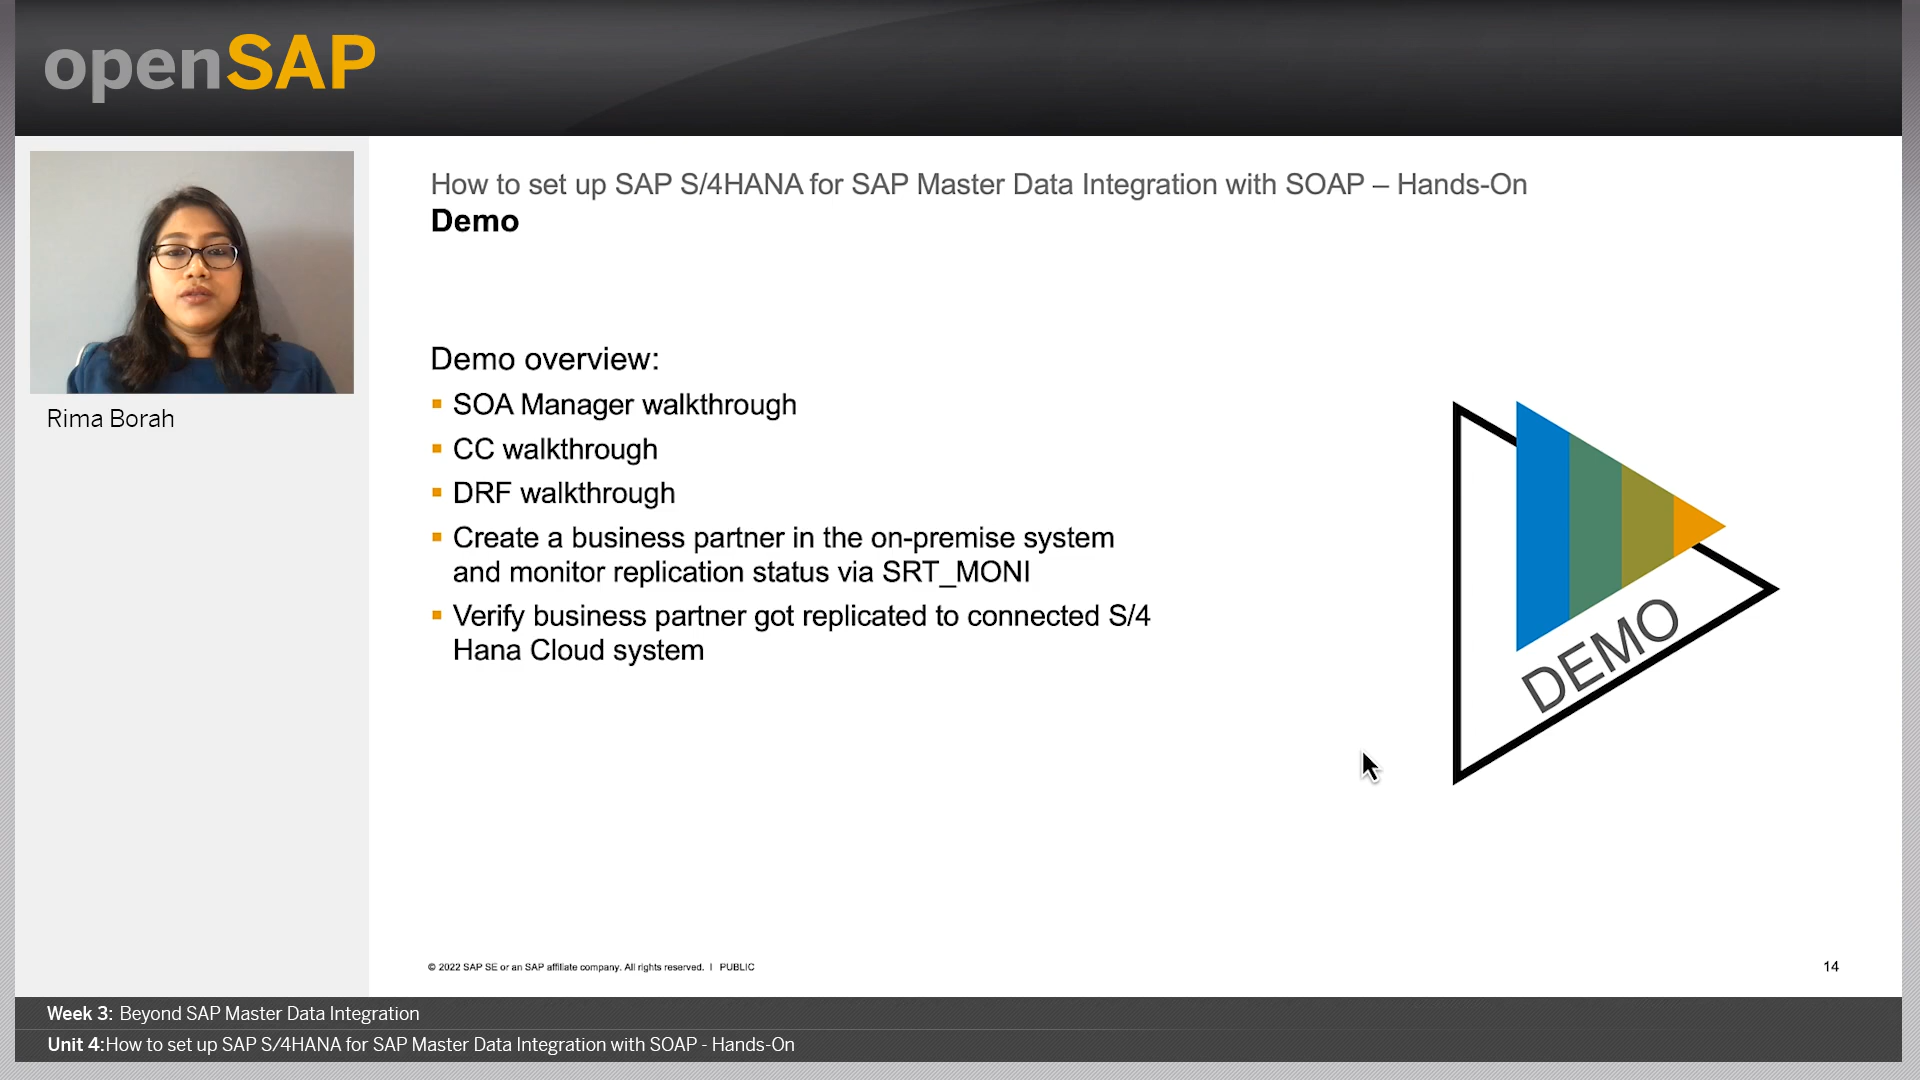 openSAP
How to set up SAP S/4HANA for SAP Master Data Integration with SOAP – Hands-On
Demo
Rima Borah
Demo overview:
SOA Manager walkthrough
CC walkthrough
DRF walkthrough
Create a business partner in the on-premise system
and monitor replication status via SRT_MONI
Verify business partner got replicated to connected S/4
Hana Cloud system
DEMO
© 2022 SAP SE or an SAP affiliate company. All rights reserved. ǀ PUBLIC
14
Week 3: Beyond SAP Master Data Integration
Unit 4:How to set up SAP S/4HANA for SAP Master Data Integration with SOAP - Hands-On